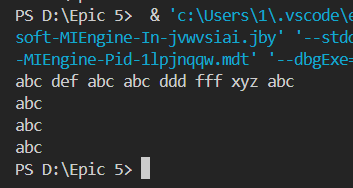 PS D:\Epic 5>  & 'c:\Users\1\.vscode\e
soft-MIEngine-In-jvwvsiai.jby' '--stdo
-MIEngine-Pid-1lpjnqqw.mdt' '--dbgExe=
abc def abc abc ddd fff xyz abc
abc
abc
abc
PS D:\Epic 5>